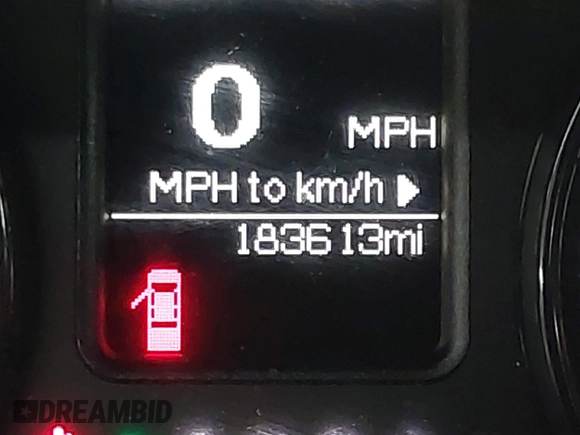 0
MPH
MPH to km/h
183613mi
DREAMBID